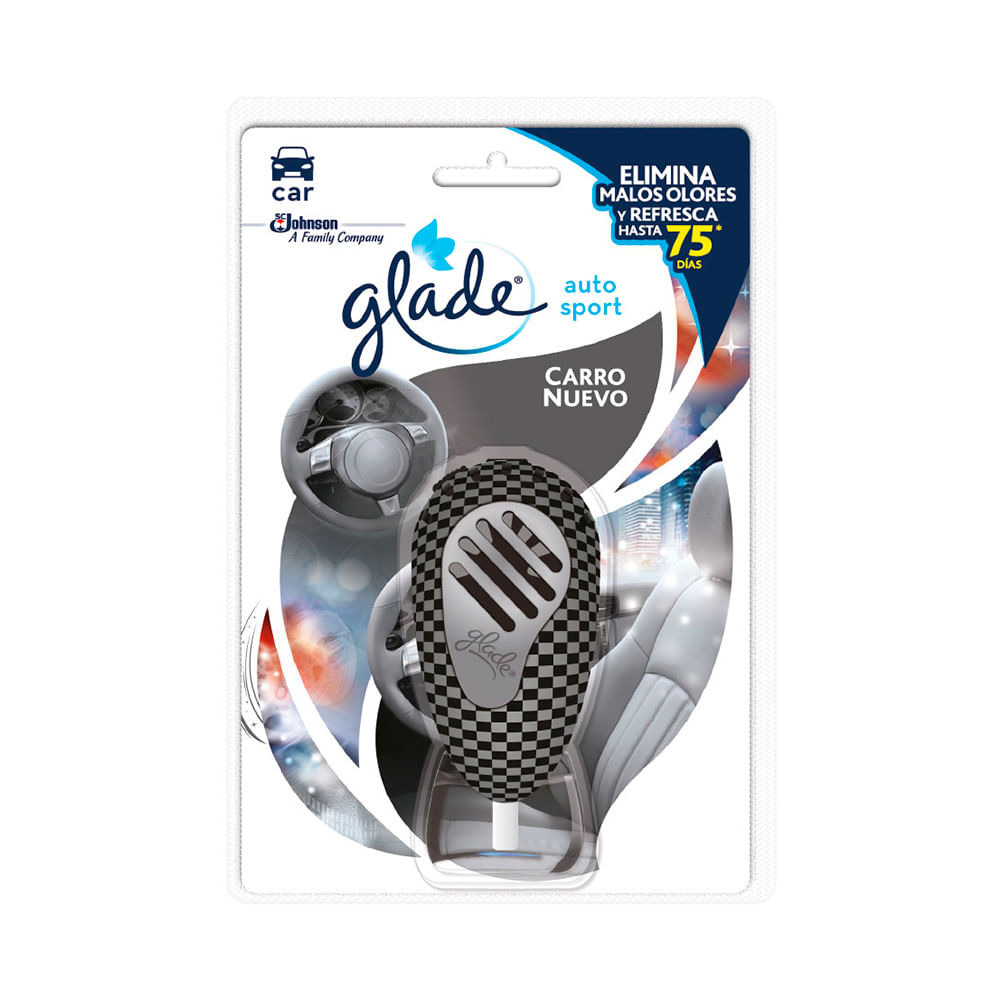 car
SC Johnson
A Family Company
glade®
auto
sport
ELIMINA
MALOS OLORES
Y REFRESCA
HASTA 75*
DÍAS
CARRO
NUEVO
glade®